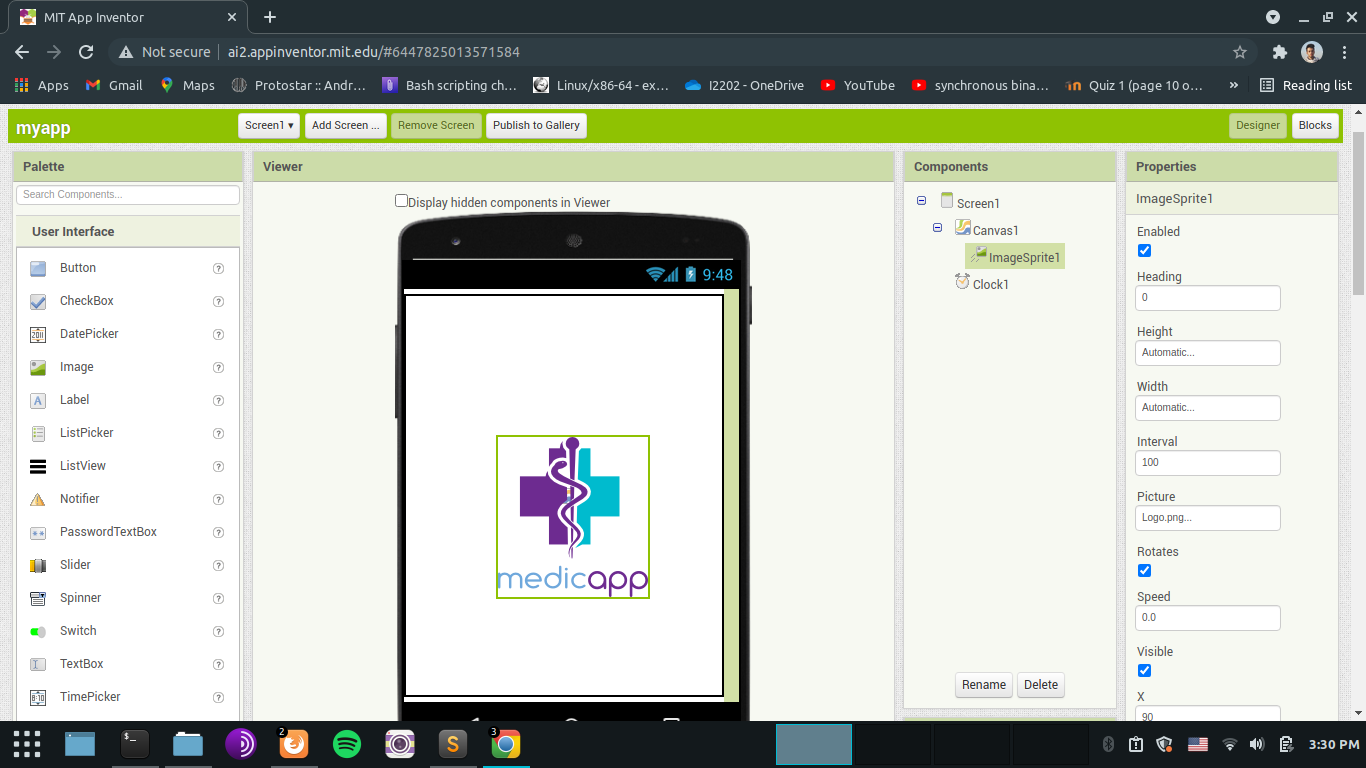 MIT App Inventor
Not secure
ai2.appinventor.mit.edu/#6447825013571584
Apps
Gmail
Maps
Protostar :: Andr...
Bash scripting ch...
Linux/x86-64 - ex...
I2202 - OneDrive
YouTube
synchronous bina...
Quiz 1 (page 10 o...
»
Reading list
myapp
Screen1 ▾
Add Screen ...
Remove Screen
Publish to Gallery
Designer
Blocks
Palette
Search Components...
User Interface
Button
CheckBox
DatePicker
Image
Label
ListPicker
ListView
Notifier
PasswordTextBox
Slider
Spinner
Switch
TextBox
TimePicker
Viewer
Display hidden components in Viewer
9:48
medicapp
Components
Screen1
Canvas1
ImageSprite1
Clock1
Rename
Delete
Properties
ImageSprite1
Enabled
Heading
0
Height
Automatic...
Width
Automatic...
Interval
100
Picture
Logo.png...
Rotates
Speed
0.0
Visible
X
90
2
3
3:30 PM